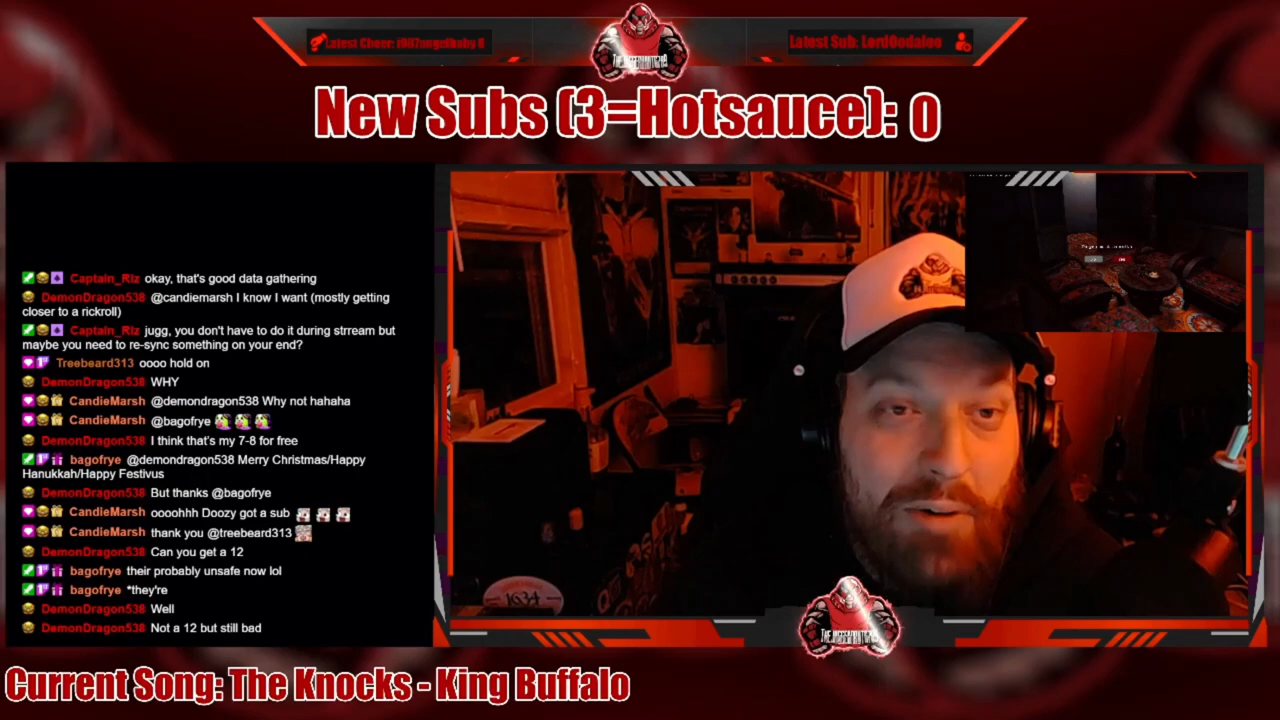 Latest Sub: LordOodaloo
New Subs (3=Hotsauce): 0
Captain_Riz okay, that's good data gathering
DemonDragon538 @candiemarsh I know I want (mostly getting
closer to a rickroll)
Captain_Riz jugg, you don't have to do it during strream but
maybe you need to re-sync something on your end?
Treebeard313 oooo hold on
DemonDragon538 WHY
CandieMarsh @demondragon538 Why not hahaha
CandieMarsh @bagofrye
DemonDragon538 I think that's my 7-8 for free
bagofrye @demondragon538 Merry Christmas/Happy
Hanukkah/Happy Festivus
DemonDragon538 But thanks @bagofrye
CandieMarsh oooohhh Doozy got a sub
CandieMarsh thank you @treebeard313
DemonDragon538 Can you get a 12
bagofrye their probably unsafe now lol
bagofrye *they're
DemonDragon538 Well
DemonDragon538 Not a 12 but still bad
1634
Current Song: The Knocks - King Buffalo